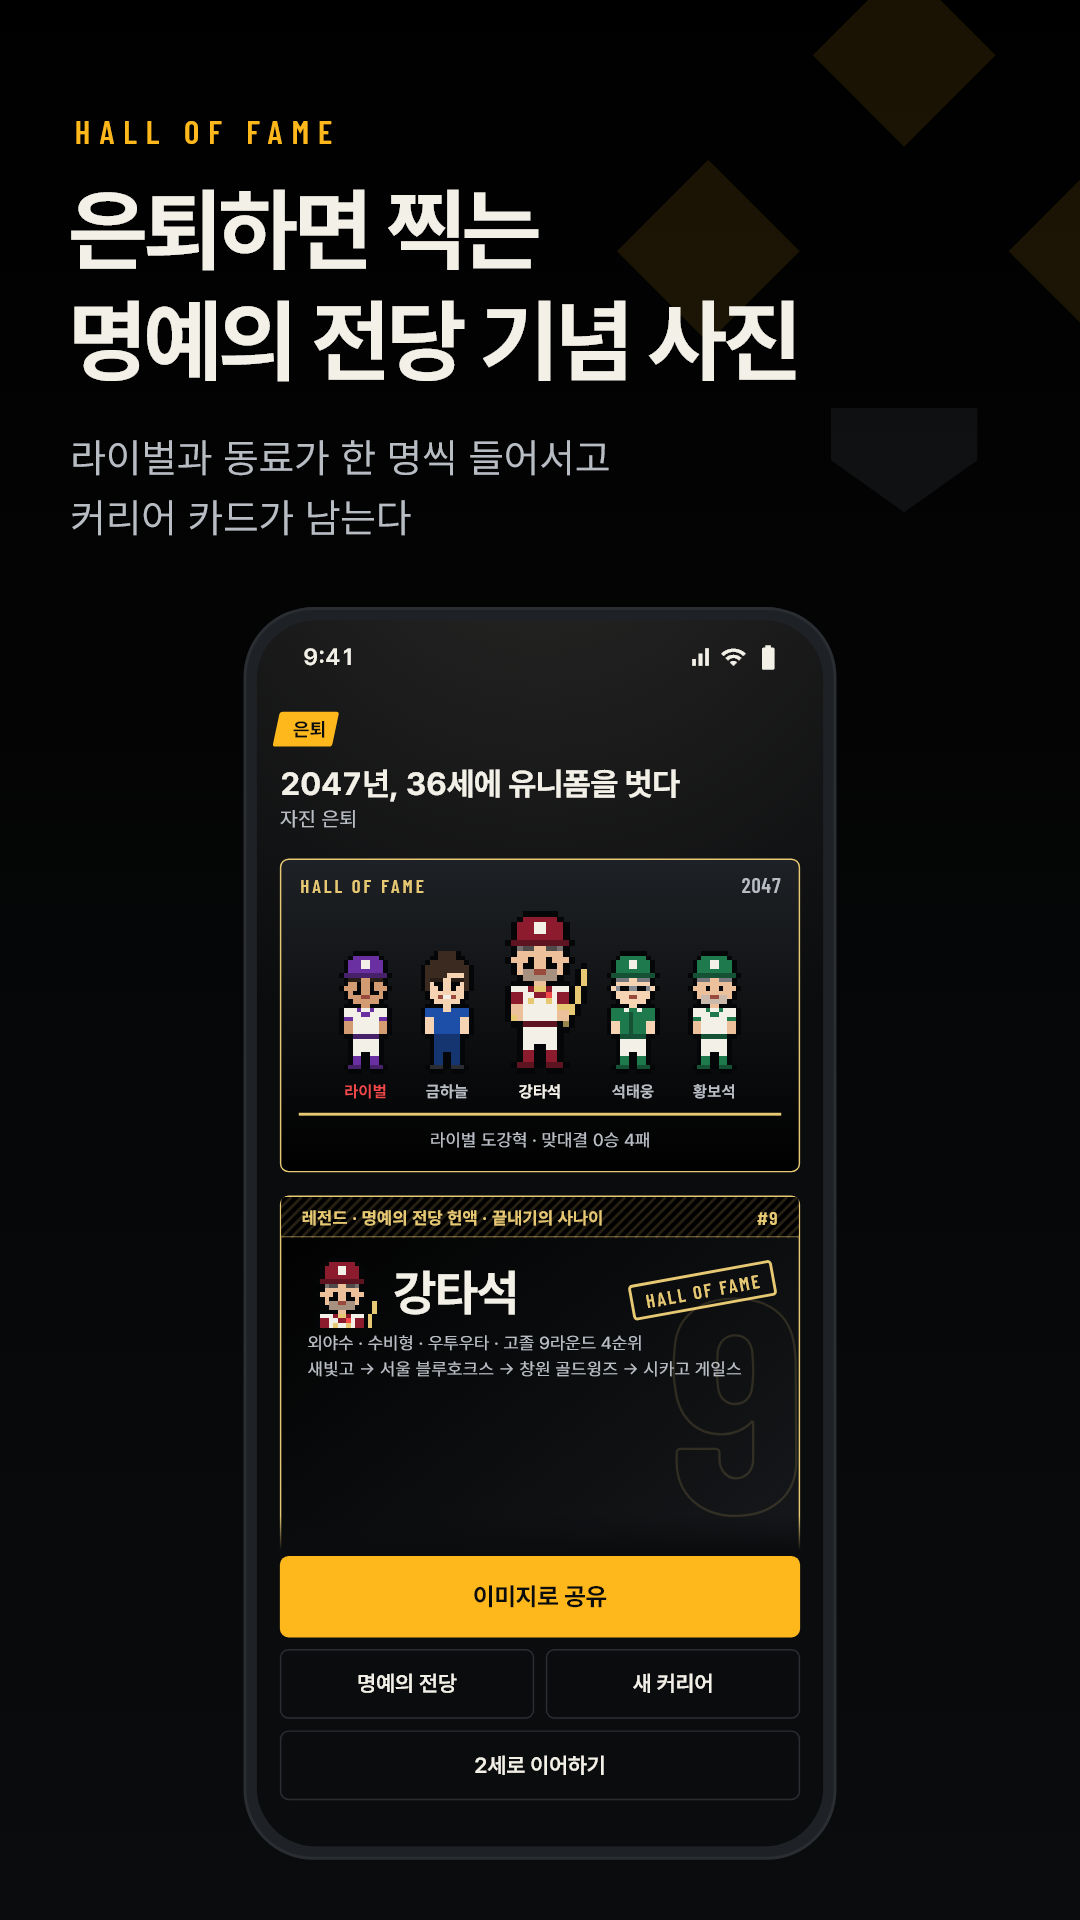 HALL OF FAME
은퇴하면 찍는
명예의 전당 기념 사진
라이벌과 동료가 한 명씩 들어서고
커리어 카드가 남는다
9:41
은퇴
2047년, 36세에 유니폼을 벗다
자진 은퇴
HALL OF FAME 2047
라이벌 금하늘 강타석 석태웅 황보석
라이벌 도강혁 · 맞대결 0승 4패
레전드 · 명예의 전당 헌액 · 끝내기의 사나이 #9
강타석
HALL OF FAME
외야수 · 수비형 · 우투우타 · 고졸 9라운드 4순위
새빛고 → 서울 블루호크스 → 창원 골드윙즈 → 시카고 게일스
9
이미지로 공유
명예의 전당 새 커리어
2세로 이어하기